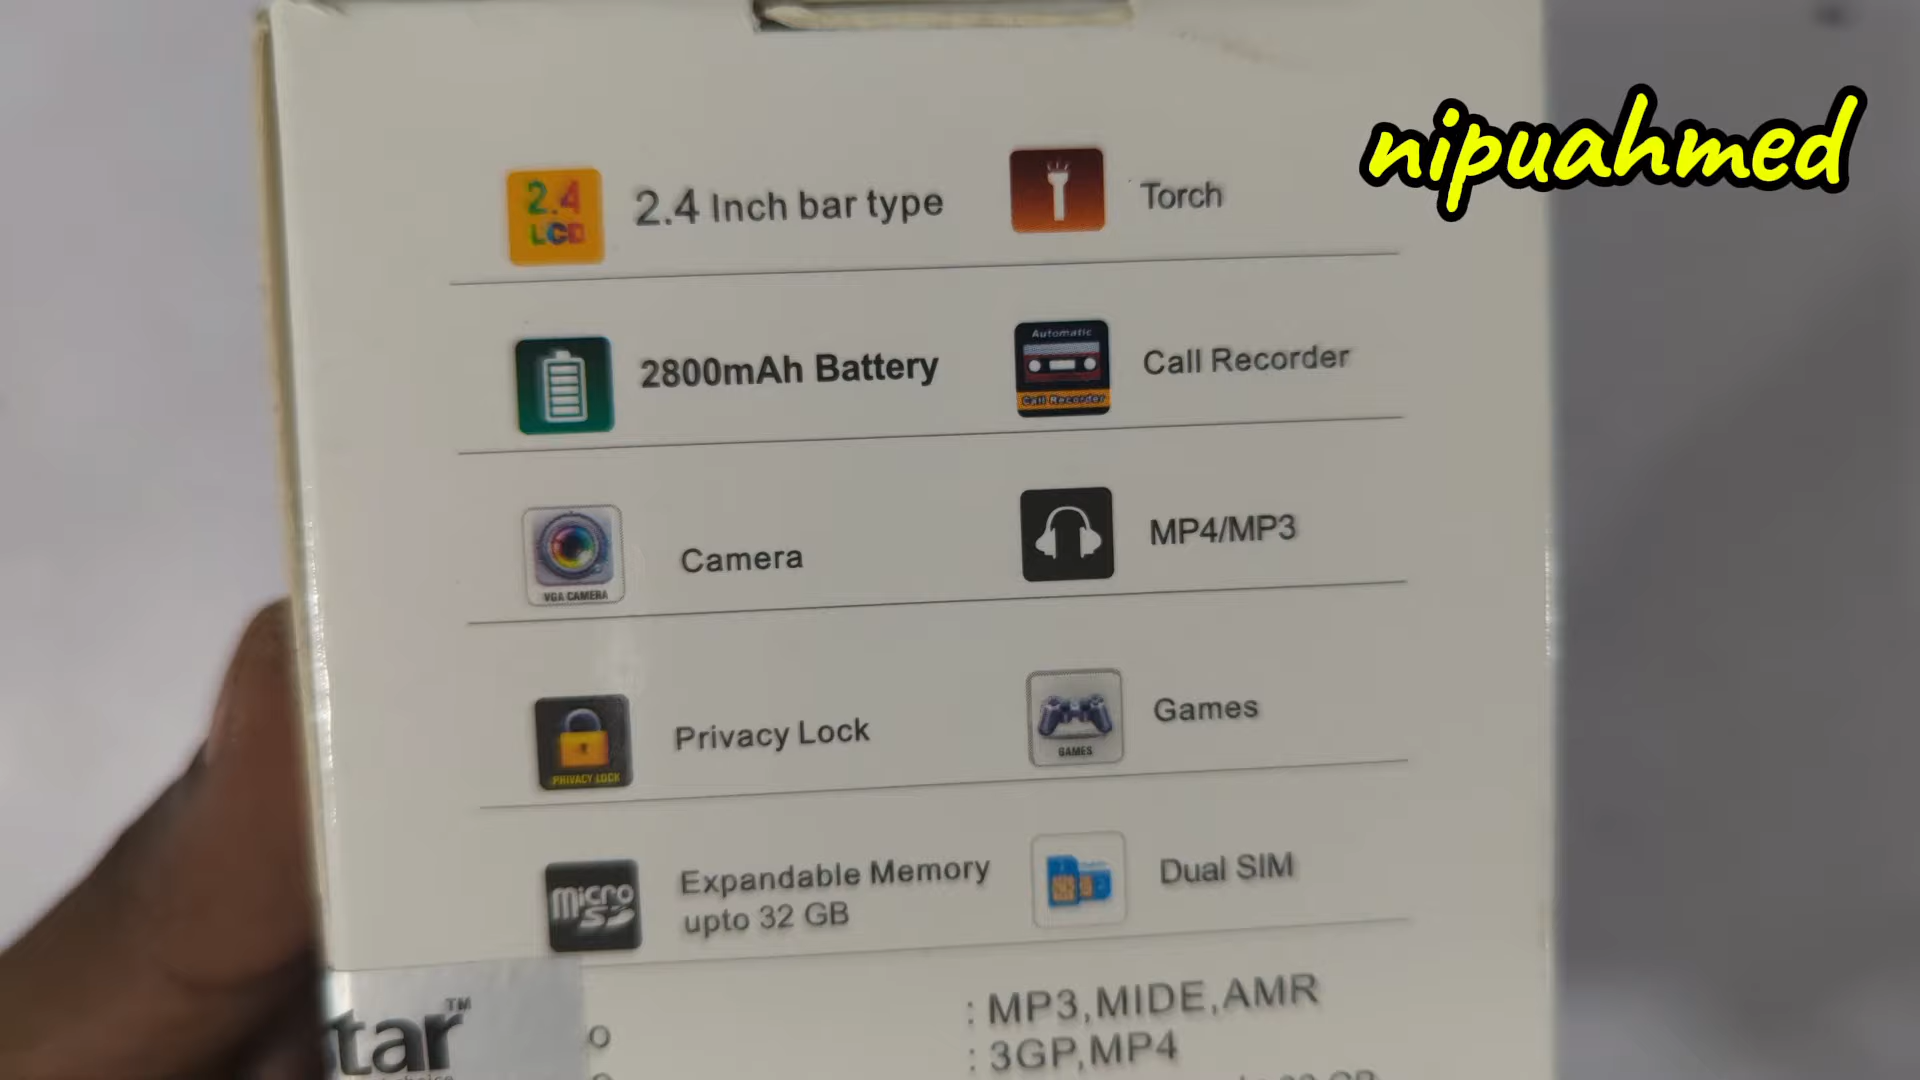 nipuahmed
2.4
LCD
2.4 Inch bar type
Torch
2800mAh Battery
Automatic
Call Recorder
Call Recorder
VGA CAMERA
Camera
MP4/MP3
PRIVACY LOCK
Privacy Lock
GAMES
Games
micro
SD
Expandable Memory
upto 32 GB
Dual SIM
tar™
o
: MP3,MIDE,AMR
: 3GP,MP4